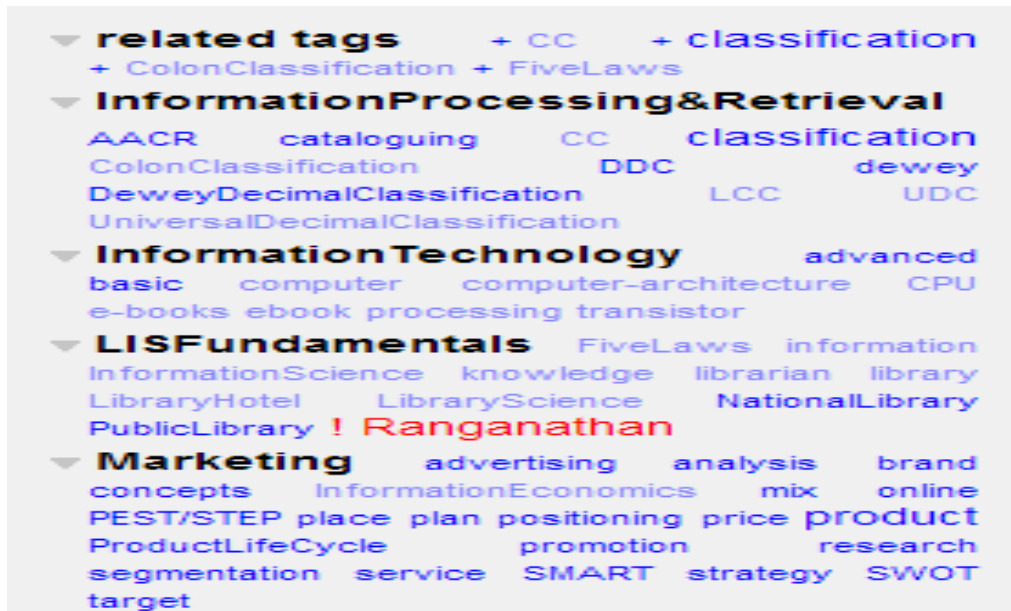 related tags + CC + classification
+ ColonClassification + FiveLaws
InformationProcessing&Retrieval
AACR cataloguing CC classification
ColonClassification DDC dewey
DeweyDecimalClassification LCC UDC
UniversalDecimalClassification
InformationTechnology advanced
basic computer computer-architecture CPU
e-books ebook processing transistor
LISFundamentals FiveLaws information
InformationScience knowledge librarian library
LibraryHotel LibraryScience NationalLibrary
PublicLibrary ! Ranganathan
Marketing advertising analysis brand
concepts InformationEconomics mix online
PEST/STEP place plan positioning price product
ProductLifeCycle promotion research
segmentation service SMART strategy SWOT
target